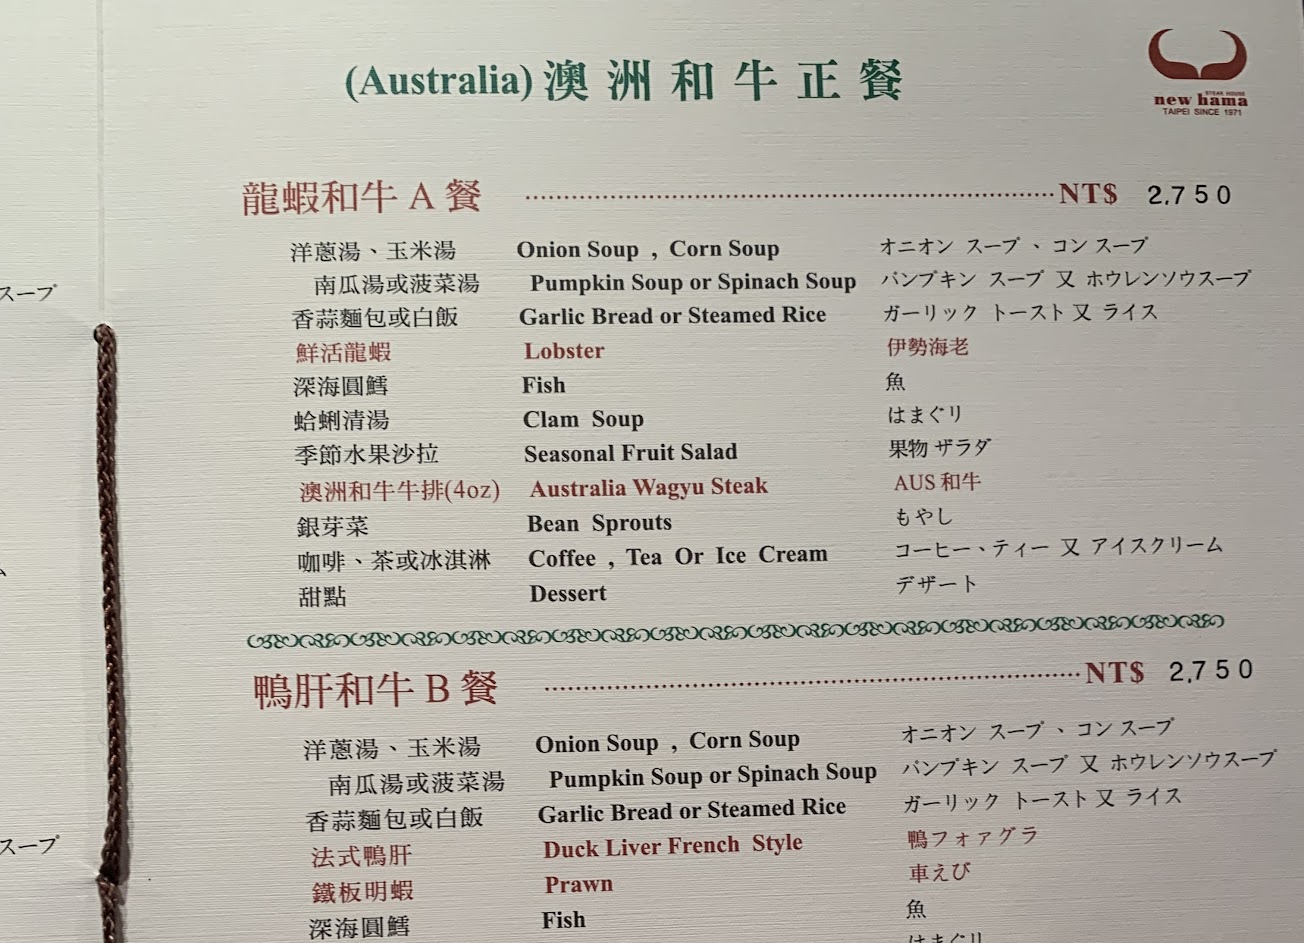 (Australia) 澳洲和牛正餐
STEAK HOUSE
new hama
TAIPEI SINCE 1971
龍蝦和牛 A 餐 NT$ 2,750
洋蔥湯、玉米湯 Onion Soup , Corn Soup オニオン スープ 、 コン スープ
南瓜湯或菠菜湯 Pumpkin Soup or Spinach Soup パンプキン スープ 又 ホウレンソウスープ
香蒜麵包或白飯 Garlic Bread or Steamed Rice ガーリック トースト 又 ライス
鮮活龍蝦 Lobster 伊勢海老
深海圓鱈 Fish 魚
蛤蜊清湯 Clam Soup はまぐり
季節水果沙拉 Seasonal Fruit Salad 果物 ザラダ
澳洲和牛牛排(4oz) Australia Wagyu Steak AUS 和牛
銀芽菜 Bean Sprouts もやし
咖啡、茶或冰淇淋 Coffee , Tea Or Ice Cream コーヒー、ティー 又 アイスクリーム
甜點 Dessert デザート
鴨肝和牛 B 餐 NT$ 2,750
洋蔥湯、玉米湯 Onion Soup , Corn Soup オニオン スープ 、 コン スープ
南瓜湯或菠菜湯 Pumpkin Soup or Spinach Soup パンプキン スープ 又 ホウレンソウスープ
香蒜麵包或白飯 Garlic Bread or Steamed Rice ガーリック トースト 又 ライス
法式鴨肝 Duck Liver French Style 鴨フォアグラ
鐵板明蝦 Prawn 車えび
深海圓鱈 Fish 魚
はまぐり
スープ
スープ